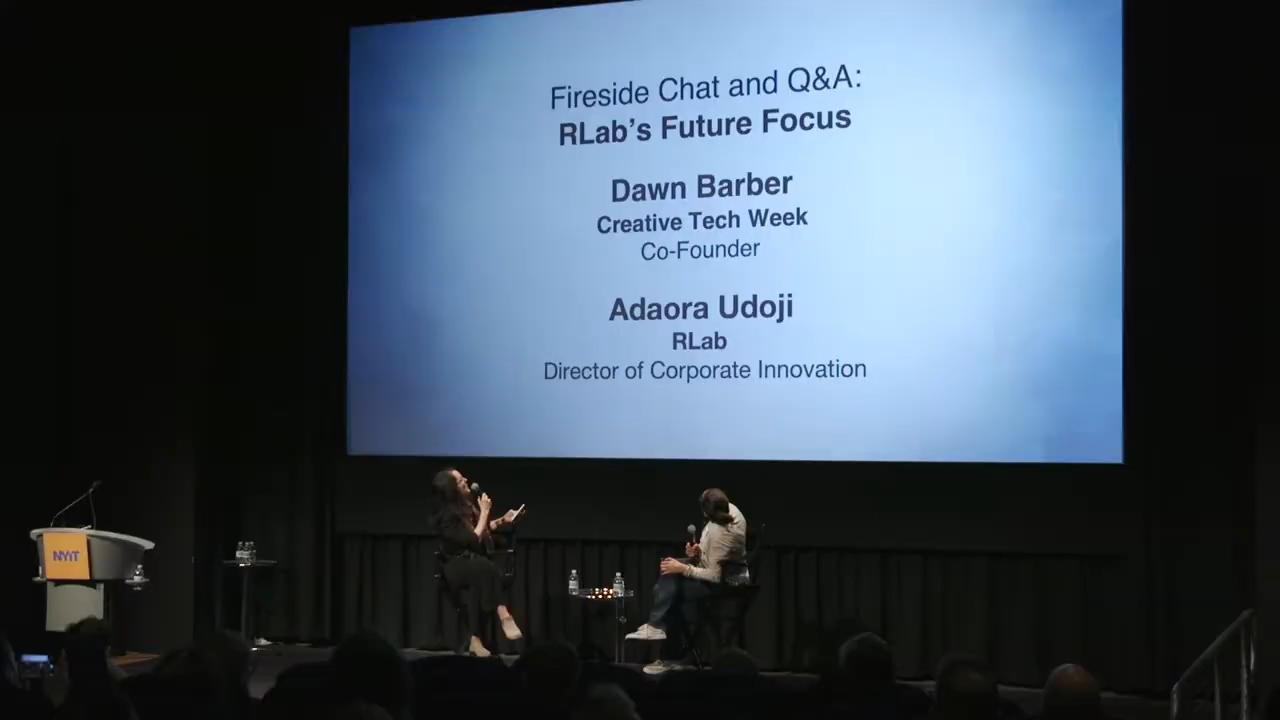 Fireside Chat and Q&A:
RLab's Future Focus
Dawn Barber
Creative Tech Week
Co-Founder
Adaora Udoji
RLab
Director of Corporate Innovation
NYIT